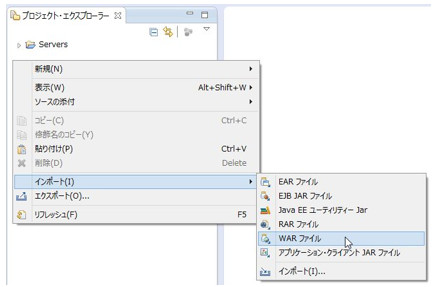 プロジェクト・エクスプローラー
Servers
新規(N)
表示(W) Alt+Shift+W
ソースの添付
コピー(C) Ctrl+C
修飾名のコピー(Y)
貼り付け(P) Ctrl+V
削除(D) Delete
インポート(I)
エクスポート(O)...
リフレッシュ(F) F5
EAR ファイル
EJB JAR ファイル
Java EE ユーティリティー Jar
RAR ファイル
WAR ファイル
アプリケーション・クライアント JAR ファイル
インポート(I)...